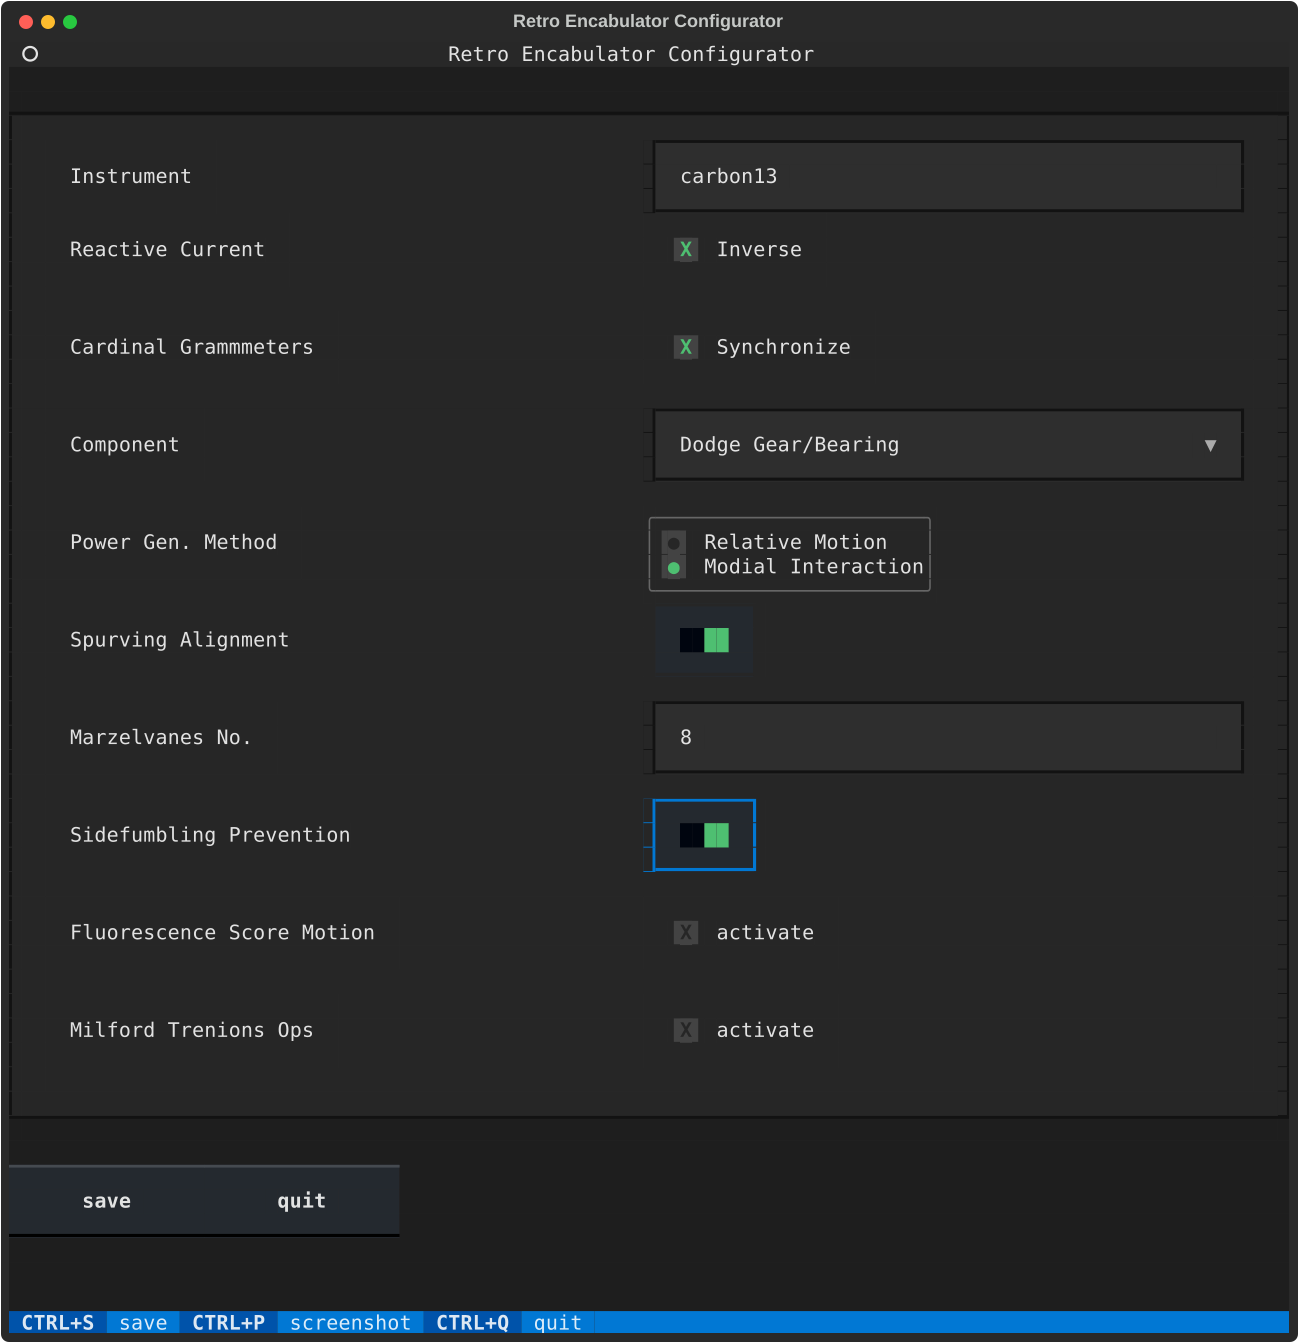 Retro Encabulator Configurator
Retro Encabulator Configurator
Instrument carbon13
Reactive Current X Inverse
Cardinal Grammmeters X Synchronize
Component Dodge Gear/Bearing ▼
Power Gen. Method Relative Motion
Modial Interaction
Spurving Alignment
Marzelvanes No. 8
Sidefumbling Prevention
Fluorescence Score Motion X activate
Milford Trenions Ops X activate
save quit
CTRL+S save CTRL+P screenshot CTRL+Q quit